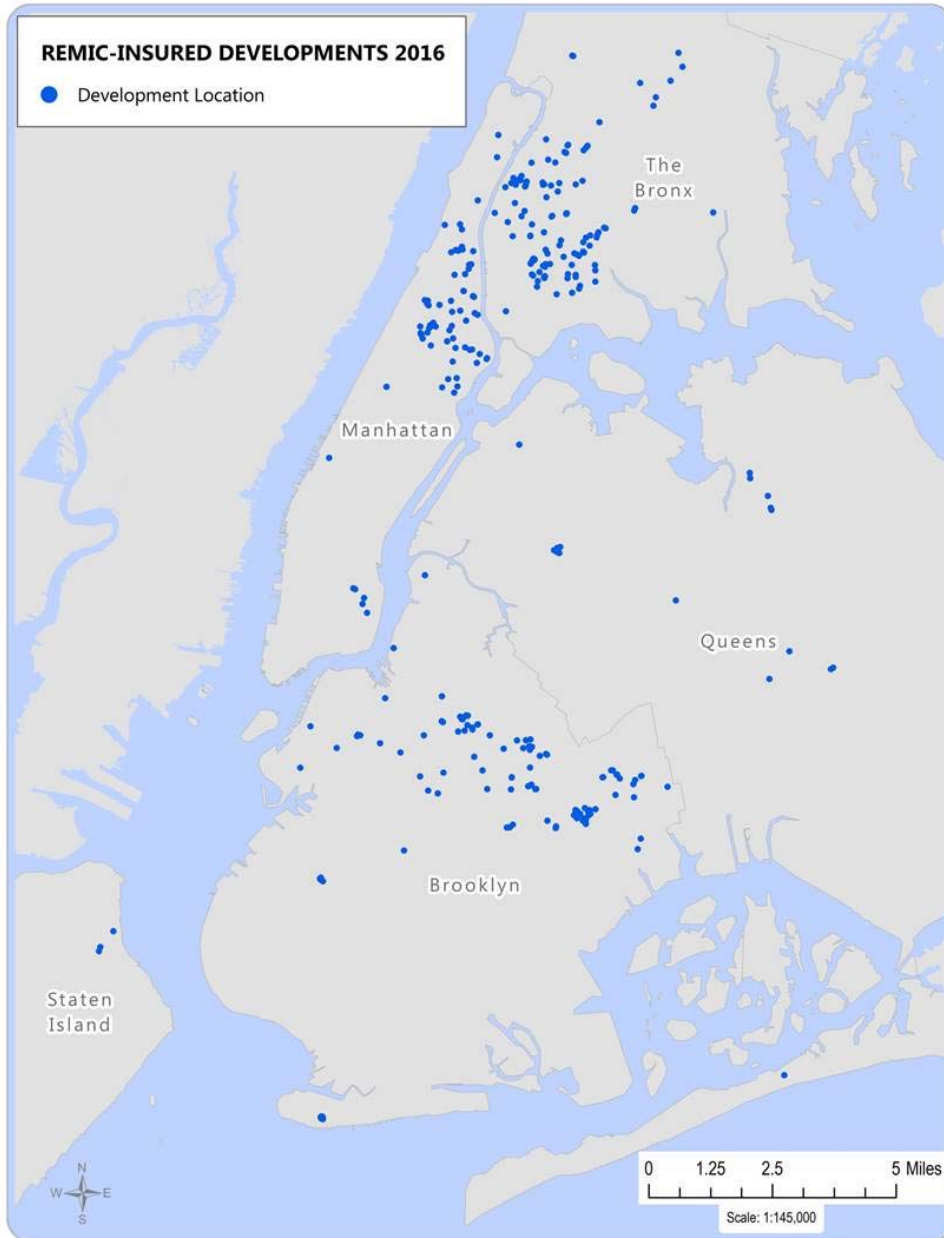 REMIC-INSURED DEVELOPMENTS 2016
Development Location
The
Bronx
Manhattan
Queens
Brooklyn
Staten
Island
N
W E
S
0 1.25 2.5 5 Miles
Scale: 1:145,000